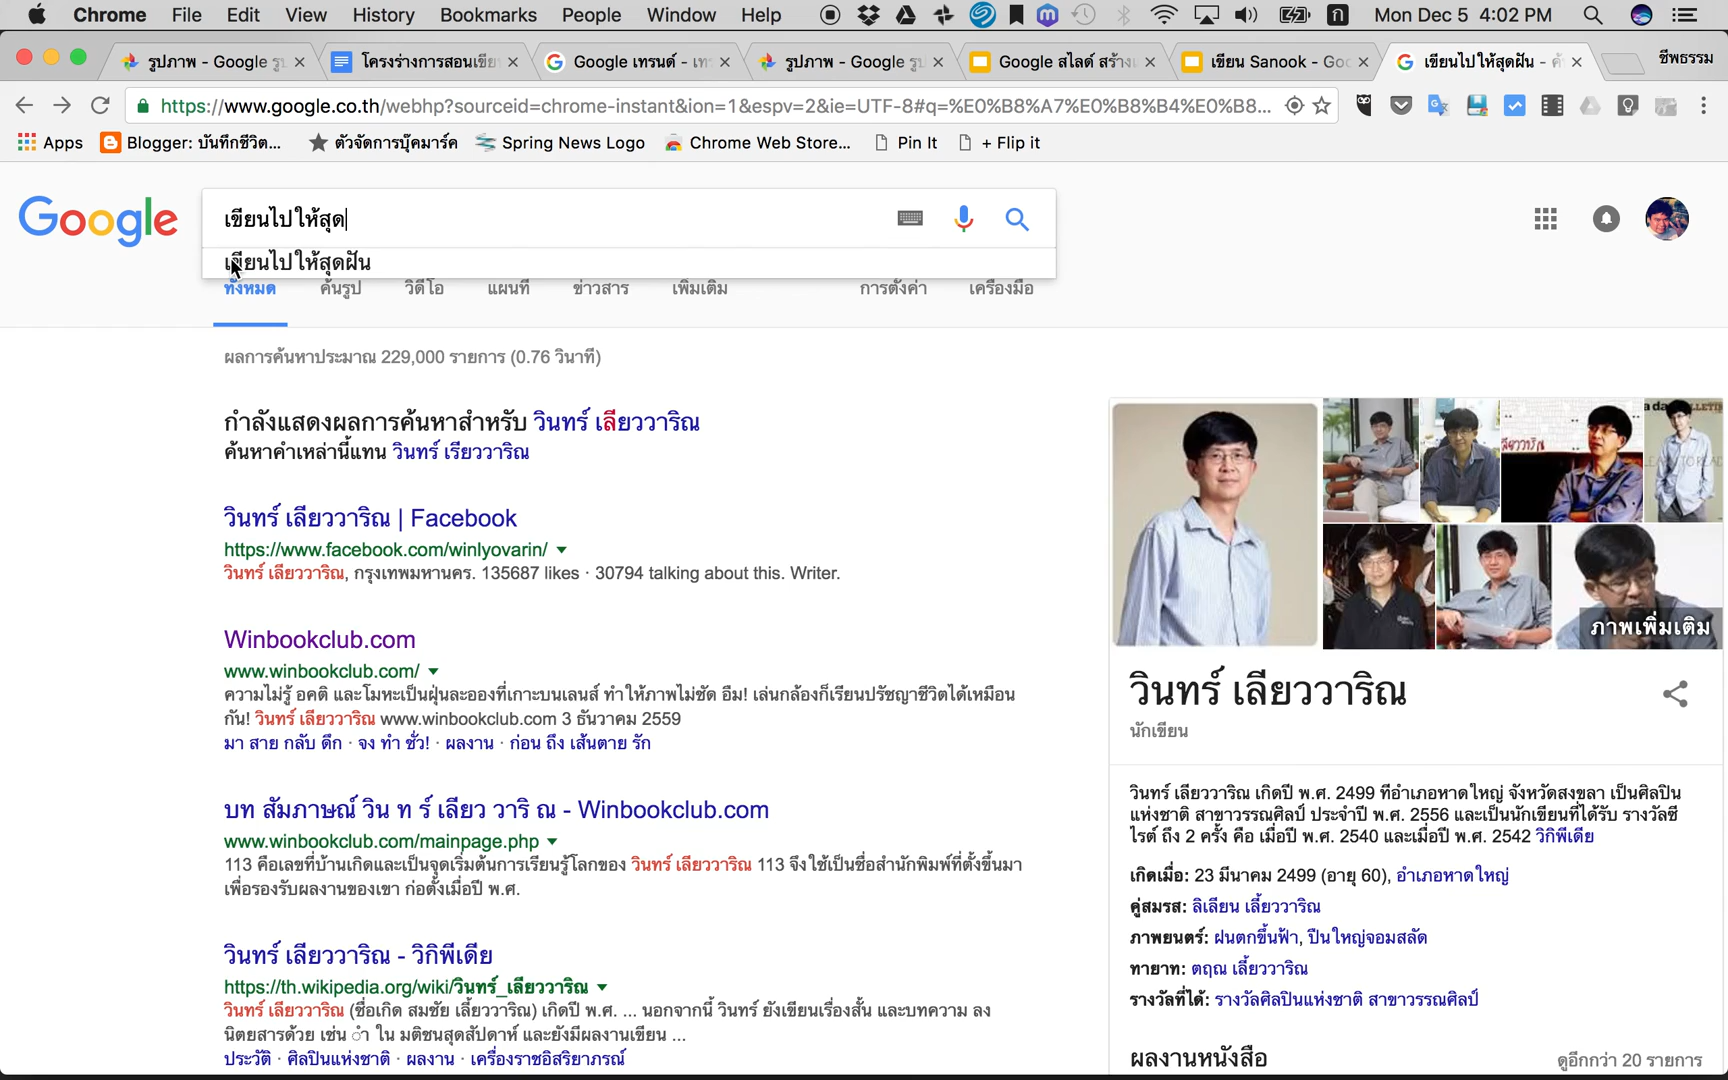 Chrome File Edit View History Bookmarks People Window Help Mon Dec 5 4:02 PM
รูปภาพ - Google รูป โครงร่างการสอนเขีย Google เทรนด์ - เท รูปภาพ - Google รูป Google สไลด์ สร้าง เขียน Sanook - Goo เขียนไปให้สุดฝัน - ค้ ชีพธรรม
https://www.google.co.th/webhp?sourceid=chrome-instant&ion=1&espv=2&ie=UTF-8#q=%E0%B8%A7%E0%B8%B4%E0%B8...
Apps Blogger: บันทึกชีวิต... ตัวจัดการบุ๊คมาร์ค Spring News Logo Chrome Web Store... Pin It + Flip it
Google เขียนไปให้สุด
เขียนไปให้สุดฝัน
ทั้งหมด ค้นรูป วิดีโอ แผนที่ ข่าวสาร เพิ่มเติม การตั้งค่า เครื่องมือ
ผลการค้นหาประมาณ 229,000 รายการ (0.76 วินาที)
กำลังแสดงผลการค้นหาสำหรับ วินทร์ เลียววาริณ
ค้นหาคำเหล่านี้แทน วินทร์ เรียววาริณ
วินทร์ เลียววาริณ | Facebook
https://www.facebook.com/winlyovarin/
วินทร์ เลียววาริณ, กรุงเทพมหานคร. 135687 likes · 30794 talking about this. Writer.
Winbookclub.com
www.winbookclub.com/
ความไม่รู้ อคติ และโมหะเป็นฝุ่นละอองที่เกาะบนเลนส์ ทำให้ภาพไม่ชัด อืม! เล่นกล้องก็เรียนปรัชญาชีวิตได้เหมือน
กัน! วินทร์ เลียววาริณ www.winbookclub.com 3 ธันวาคม 2559
มา สาย กลับ ดึก · จง ทำ ชั่ว! · ผลงาน · ก่อน ถึง เส้นตาย รัก
บท สัมภาษณ์ วิน ท ร์ เลียว วาริ ณ - Winbookclub.com
www.winbookclub.com/mainpage.php
113 คือเลขที่บ้านเกิดและเป็นจุดเริ่มต้นการเรียนรู้โลกของ วินทร์ เลียววาริณ 113 จึงใช้เป็นชื่อสำนักพิมพ์ที่ตั้งขึ้นมา
เพื่อรองรับผลงานของเขา ก่อตั้งเมื่อปี พ.ศ.
วินทร์ เลียววาริณ - วิกิพีเดีย
https://th.wikipedia.org/wiki/วินทร์_เลียววาริณ
วินทร์ เลียววาริณ (ชื่อเกิด สมชัย เลี้ยววาริณ) เกิดปี พ.ศ. ... นอกจากนี้ วินทร์ ยังเขียนเรื่องสั้น และบทความ ลง
นิตยสารด้วย เช่น ำ ใน มติชนสุดสัปดาห์ และยังมีผลงานเขียน ...
ประวัติ · ศิลปินแห่งชาติ · ผลงาน · เครื่องราชอิสริยาภรณ์
ภาพเพิ่มเติม
วินทร์ เลียววาริณ
นักเขียน
วินทร์ เลียววาริณ เกิดปี พ.ศ. 2499 ที่อำเภอหาดใหญ่ จังหวัดสงขลา เป็นศิลปิน
แห่งชาติ สาขาวรรณศิลป์ ประจำปี พ.ศ. 2556 และเป็นนักเขียนที่ได้รับ รางวัลซี
ไรต์ ถึง 2 ครั้ง คือ เมื่อปี พ.ศ. 2540 และเมื่อปี พ.ศ. 2542 วิกิพีเดีย
เกิดเมื่อ: 23 มีนาคม 2499 (อายุ 60), อำเภอหาดใหญ่
คู่สมรส: ลิเลียน เลี้ยววาริณ
ภาพยนตร์: ฝนตกขึ้นฟ้า, ปืนใหญ่จอมสลัด
ทายาท: ตฤณ เลี้ยววาริณ
รางวัลที่ได้: รางวัลศิลปินแห่งชาติ สาขาวรรณศิลป์
ผลงานหนังสือ ดูอีกกว่า 20 รายการ